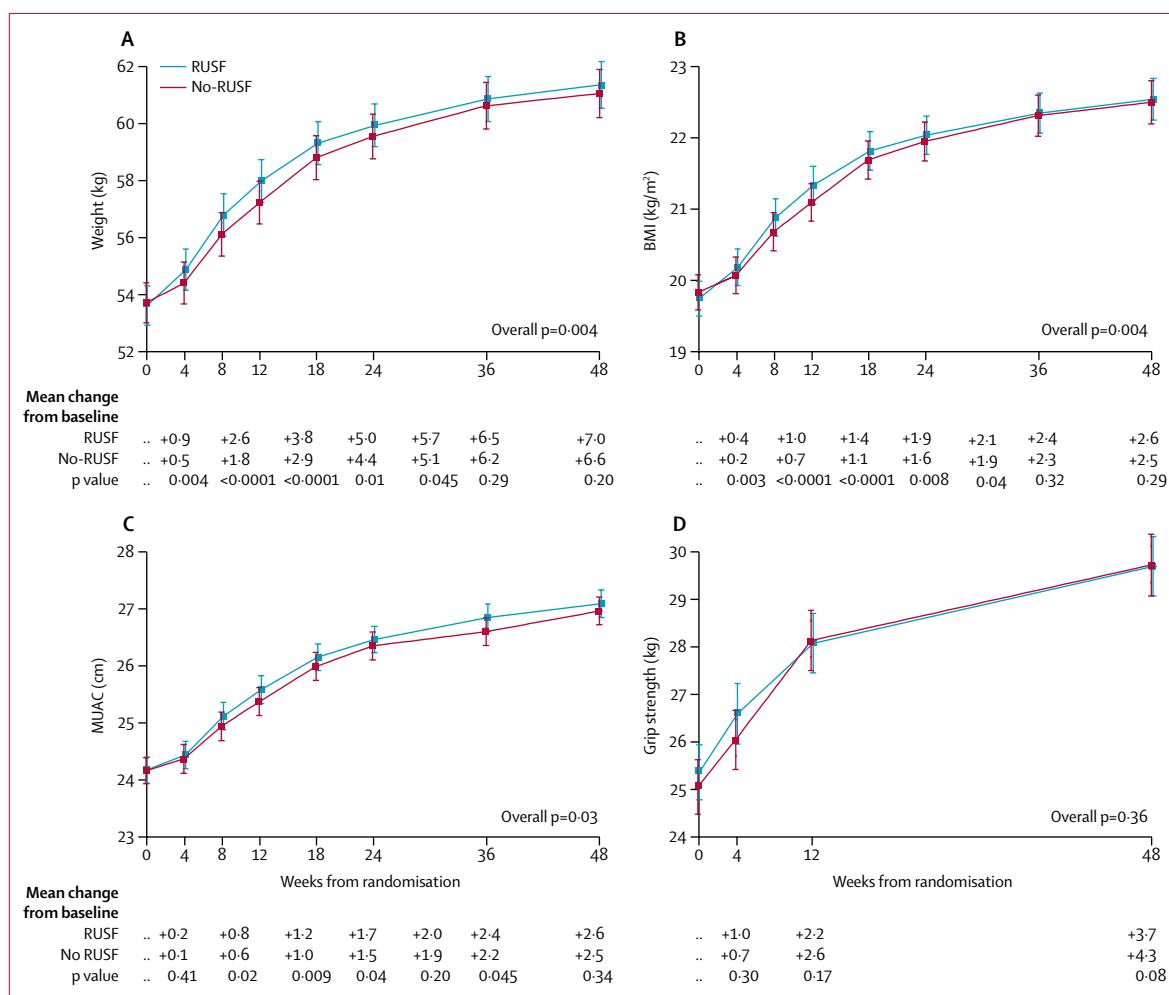 A
RUSF
No-RUSF
62
60
58
56
54
52
Weight (kg)
Overall p=0·004
0 4 8 12 18 24 36 48
B
23
22
21
20
19
BMI (kg/m²)
Overall p=0·004
0 4 8 12 18 24 36 48
Mean change
from baseline
RUSF .. +0·9 +2·6 +3·8 +5·0 +5·7 +6·5 +7·0 .. +0·4 +1·0 +1·4 +1·9 +2·1 +2·4 +2·6
No-RUSF .. +0·5 +1·8 +2·9 +4·4 +5·1 +6·2 +6·6 .. +0·2 +0·7 +1·1 +1·6 +1·9 +2·3 +2·5
p value .. 0·004 <0·0001 <0·0001 0·01 0·045 0·29 0·20 .. 0·003 <0·0001 <0·0001 0·008 0·04 0·32 0·29
C
28
27
26
25
24
23
MUAC (cm)
Overall p=0·03
0 4 8 12 18 24 36 48
Weeks from randomisation
D
30
29
28
27
26
25
24
Grip strength (kg)
Overall p=0·36
0 4 12 48
Weeks from randomisation
Mean change
from baseline
RUSF .. +0·2 +0·8 +1·2 +1·7 +2·0 +2·4 +2·6 .. +1·0 +2·2 +3·7
No RUSF .. +0·1 +0·6 +1·0 +1·5 +1·9 +2·2 +2·5 .. +0·7 +2·6 +4·3
p value .. 0·41 0·02 0·009 0·04 0·20 0·045 0·34 .. 0·30 0·17 0·08